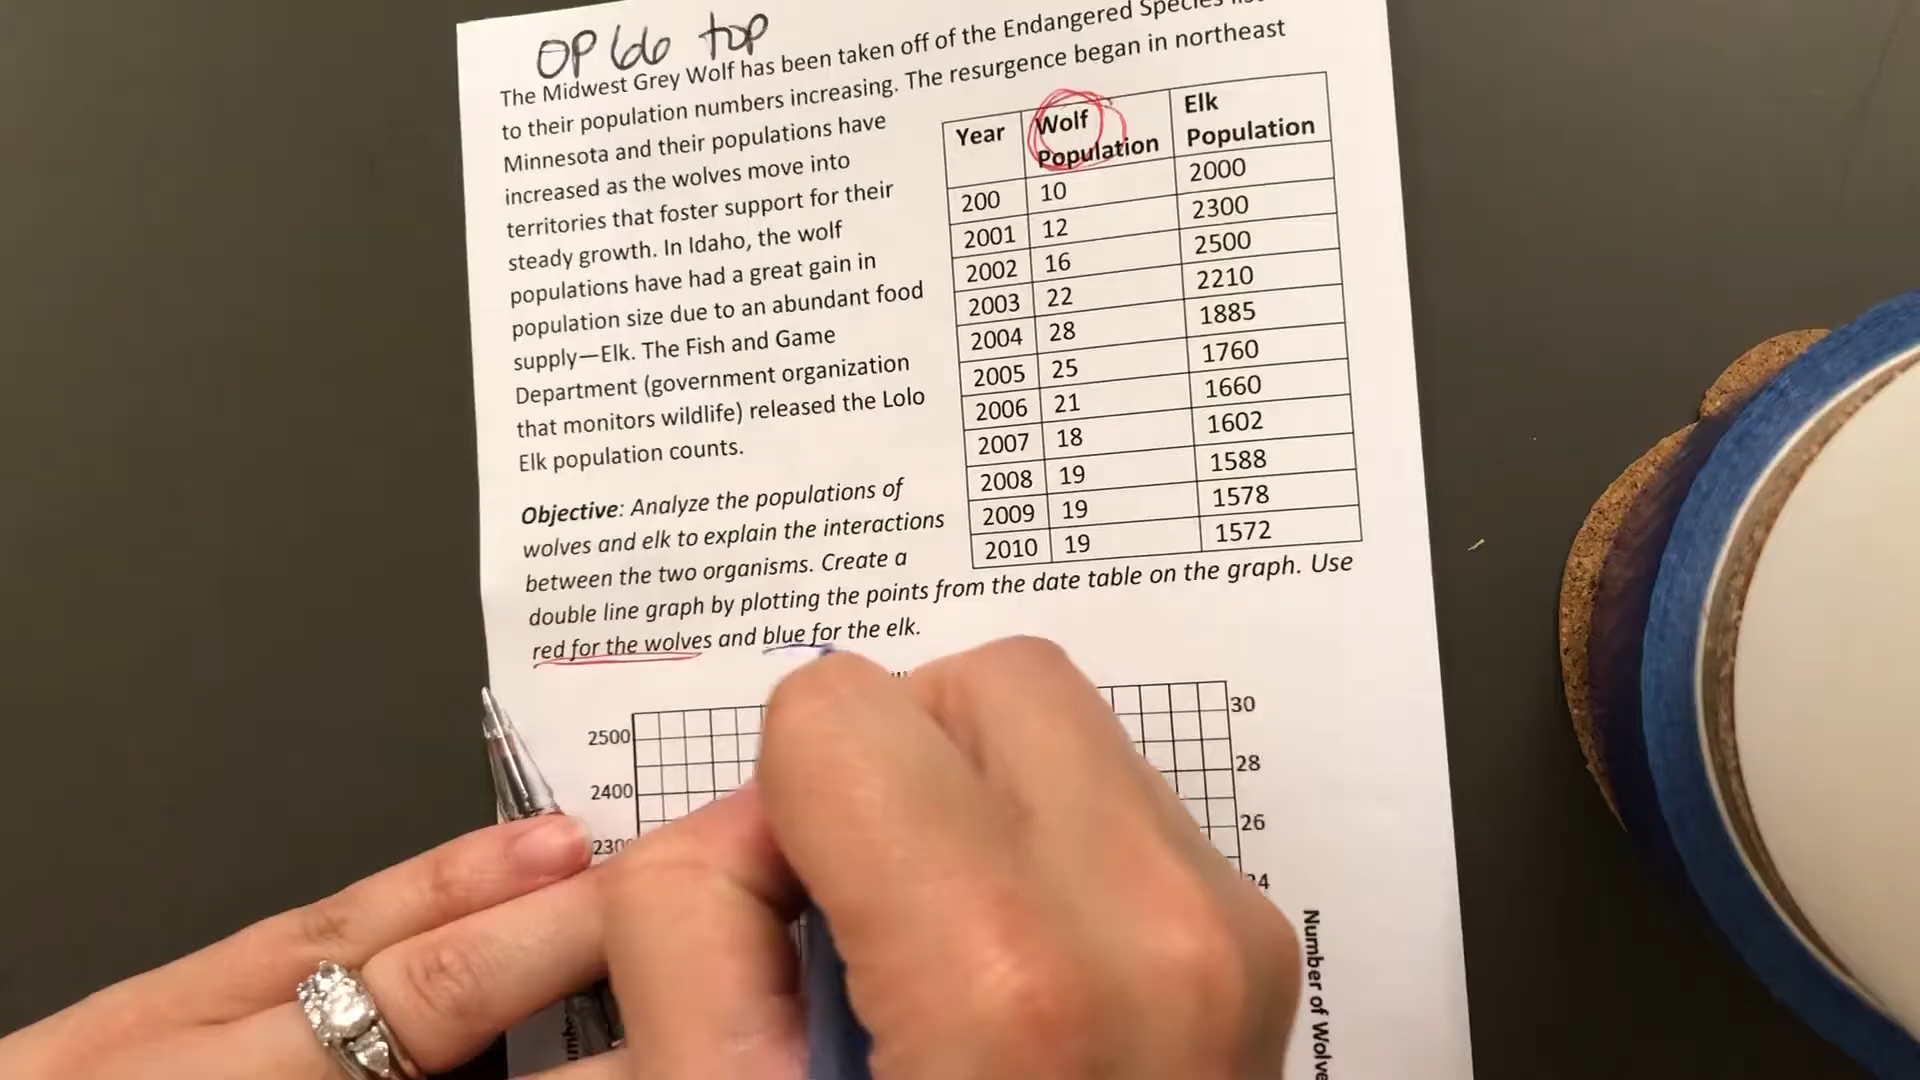 OP 66 top
The Midwest Grey Wolf has been taken off of the Endangered Species
to their population numbers increasing. The resurgence began in northeast
Minnesota and their populations have
increased as the wolves move into
territories that foster support for their
steady growth. In Idaho, the wolf
populations have had a great gain in
population size due to an abundant food
supply—Elk. The Fish and Game
Department (government organization
that monitors wildlife) released the Lolo
Elk population counts.
Year Wolf Population Elk Population
200 10 2000
2001 12 2300
2002 16 2500
2003 22 2210
2004 28 1885
2005 25 1760
2006 21 1660
2007 18 1602
2008 19 1588
2009 19 1578
2010 19 1572
Objective: Analyze the populations of
wolves and elk to explain the interactions
between the two organisms. Create a
double line graph by plotting the points from the date table on the graph. Use
red for the wolves and blue for the elk.
2500
2400
30
28
26
Number of